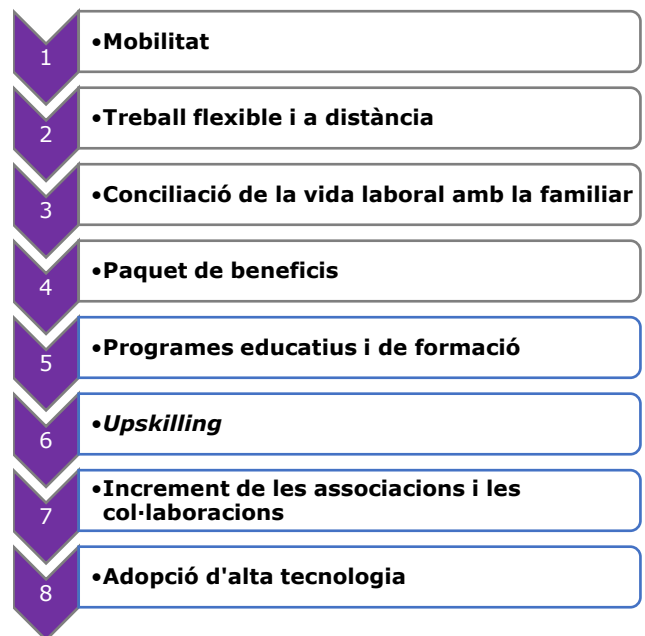 1
•Mobilitat
2
•Treball flexible i a distància
3
•Conciliació de la vida laboral amb la familiar
4
•Paquet de beneficis
5
•Programes educatius i de formació
6
•Upskilling
7
•Increment de les associacions i les
col·laboracions
8
•Adopció d'alta tecnologia